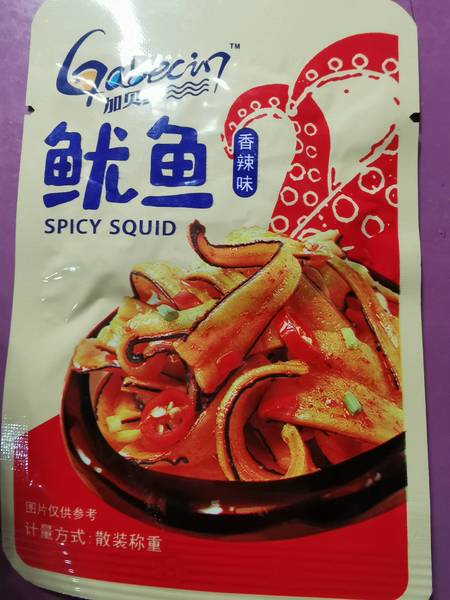 Gabecin™
加贝
鱿鱼
香辣味
SPICY SQUID
图片仅供参考
计量方式:散装称重